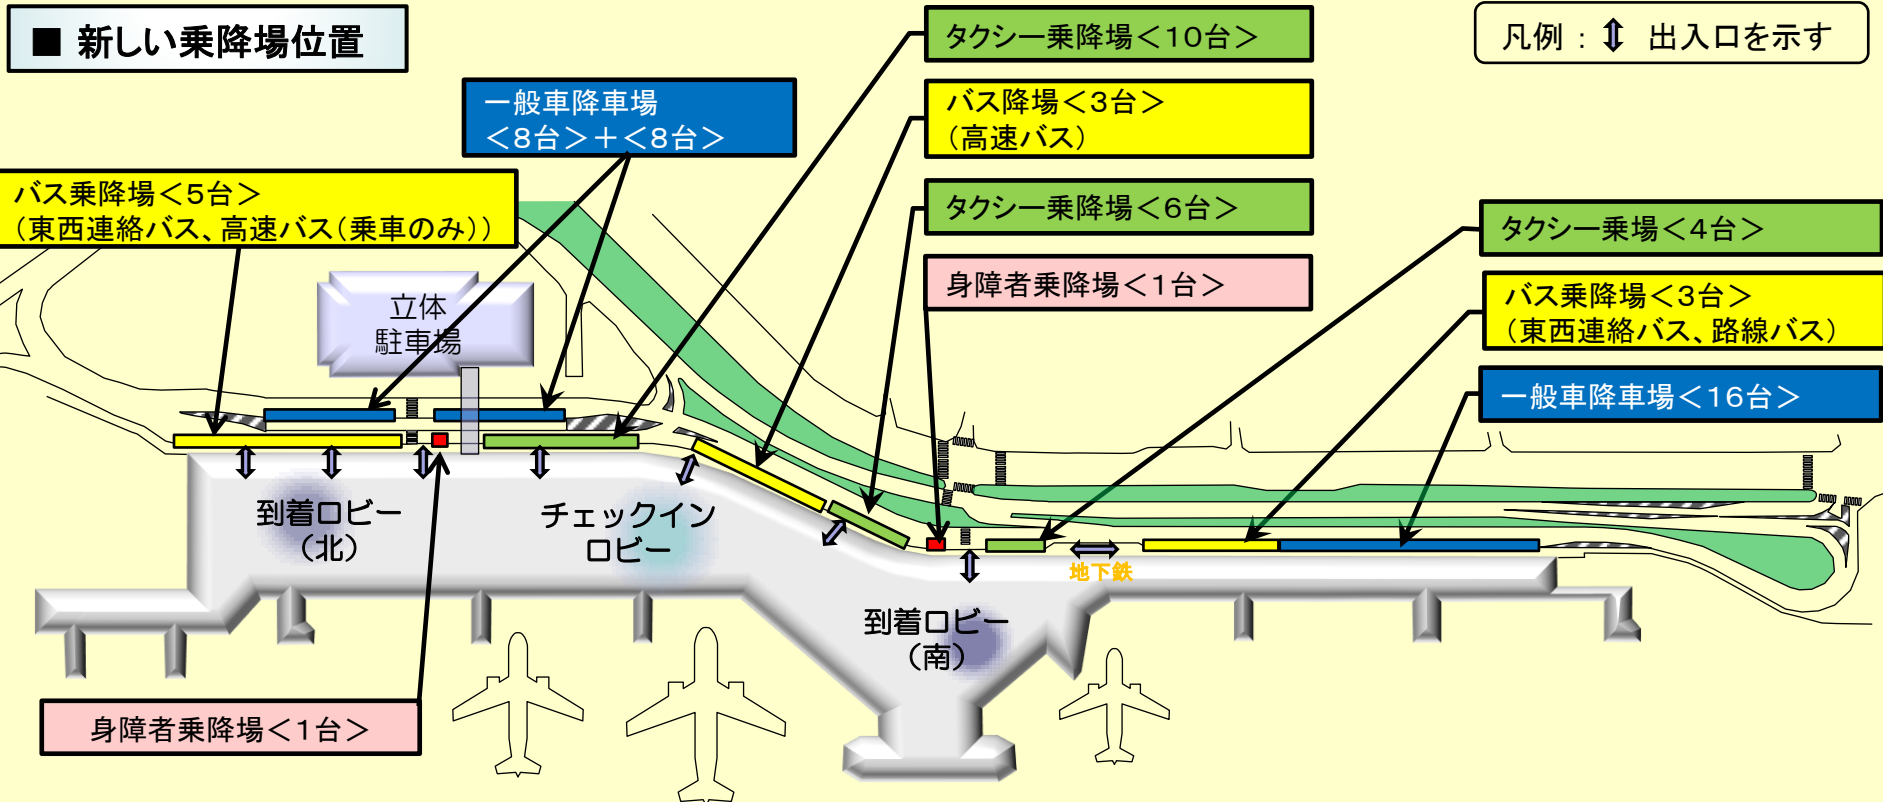 ■ 新しい乗降場位置
凡例：⇕ 出入口を示す
タクシー乗降場＜10台＞
一般車降車場
＜8台＞＋＜8台＞
バス降場＜3台＞
（高速バス）
バス乗降場＜5台＞
（東西連絡バス、高速バス（乗車のみ））
タクシー乗降場＜6台＞
タクシー乗場＜4台＞
身障者乗降場＜1台＞
バス乗降場＜3台＞
（東西連絡バス、路線バス）
立体
駐車場
一般車降車場＜16台＞
到着ロビー
（北）
チェックイン
ロビー
地下鉄
到着ロビー
（南）
身障者乗降場＜1台＞